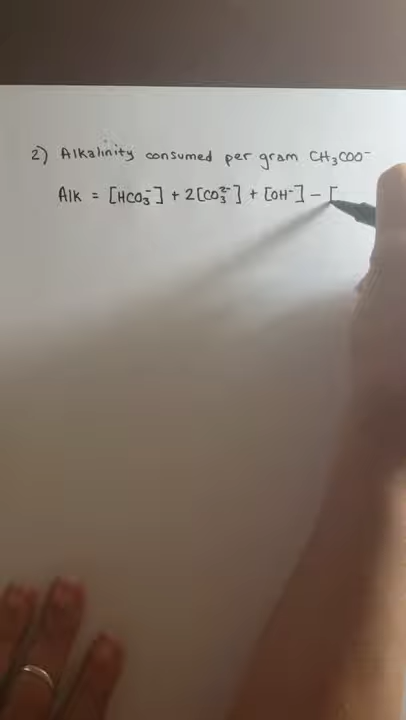 2) Alkalinity consumed per gram CH₃COO⁻
Alk = [HCO₃⁻] + 2[CO₃²⁻] + [OH⁻] − [